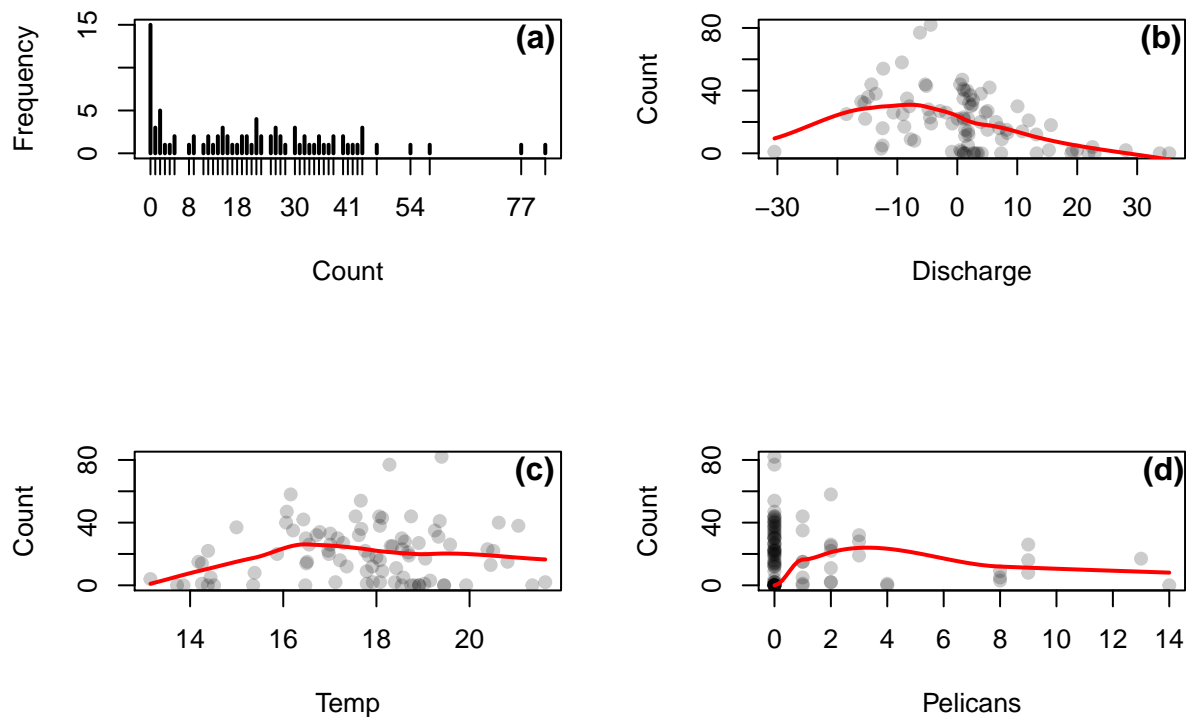 (a)
Frequency
15
5
0
0 8 18 30 41 54 77
Count
(b)
Count
80
40
0
−30 −10 0 10 20 30
Discharge
(c)
Count
80
40
0
14 16 18 20
Temp
(d)
Count
80
40
0
0 2 4 6 8 10 12 14
Pelicans